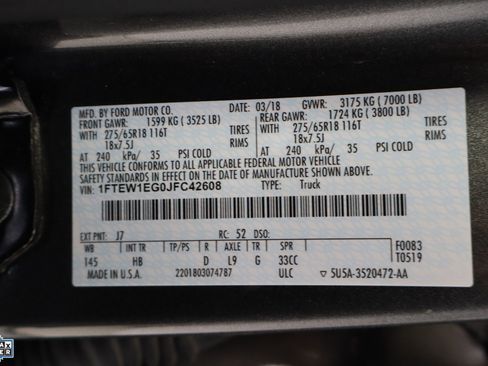 MFD. BY FORD MOTOR CO. DATE: 03/18 GVWR: 3175 KG ( 7000 LB)
FRONT GAWR: 1599 KG ( 3525 LB) REAR GAWR: 1724 KG ( 3800 LB)
275/65R18 116T TIRES 275/65R18 116T TIRES
18x7.5J RIMS 18x7.5J RIMS
AT 240 kPa/ 35 PSI COLD AT 240 kPa/ 35 PSI COLD
THIS VEHICLE CONFORMS TO ALL APPLICABLE FEDERAL MOTOR VEHICLE
SAFETY STANDARDS IN EFFECT ON THE DATE OF MANUFACTURE SHOWN ABOVE.
VIN: 1FTEW1EG0JFC42608 TYPE: Truck
EXT PNT: J7 RC: 52 DSO: F0083
WB INT TR TP/PS R AXLE TR SPR T0519
145 HB D L9 G 33CC
MADE IN U.S.A. 2201803074787 ULC 5U5A-3520472-AA